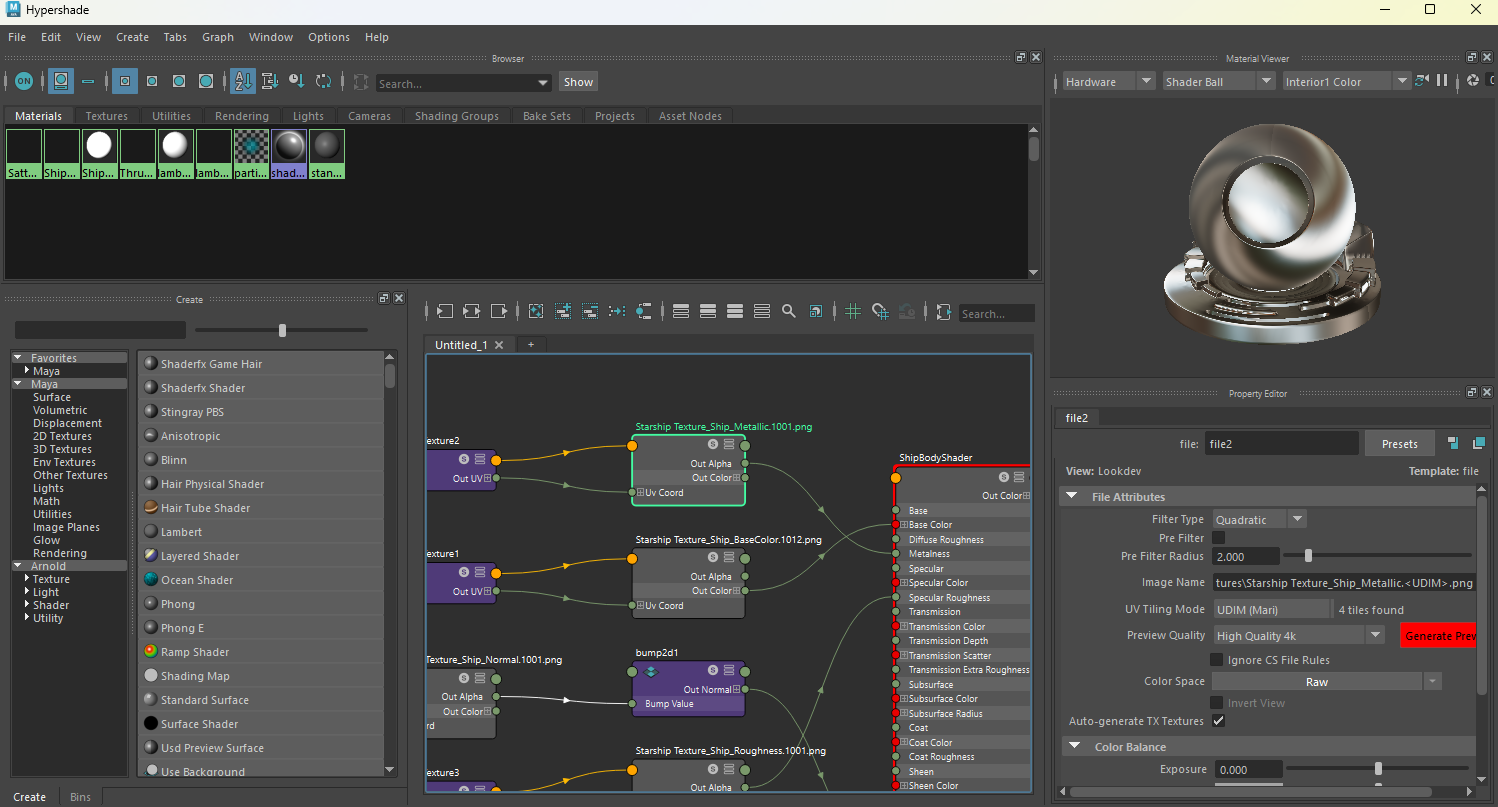 Hypershade
File Edit View Create Tabs Graph Window Options Help
Browser
ON
Search...
Show
Materials Textures Utilities Rendering Lights Cameras Shading Groups Bake Sets Projects Asset Nodes
Satt... Ship... Ship... Thru... lamb... lamb... parti... shad... stan...
Material Viewer
Hardware Shader Ball Interior1 Color
Create
Favorites
Maya
Maya
Surface
Volumetric
Displacement
2D Textures
3D Textures
Env Textures
Other Textures
Lights
Math
Utilities
Image Planes
Glow
Rendering
Arnold
Texture
Light
Shader
Utility
Shaderfx Game Hair
Shaderfx Shader
Stingray PBS
Anisotropic
Blinn
Hair Physical Shader
Hair Tube Shader
Lambert
Layered Shader
Ocean Shader
Phong
Phong E
Ramp Shader
Shading Map
Standard Surface
Surface Shader
Usd Preview Surface
Use Background
Create Bins
Search...
Untitled_1
+
exture2
Out UV
Starship Texture_Ship_Metallic.1001.png
Out Alpha
Out Color
Uv Coord
exture1
Out UV
Starship Texture_Ship_BaseColor.1012.png
Out Alpha
Out Color
Uv Coord
Texture_Ship_Normal.1001.png
Out Alpha
Out Color
rd
bump2d1
Out Normal
Bump Value
exture3
Starship Texture_Ship_Roughness.1001.png
Out Alpha
ShipBodyShader
Out Color
Base
Base Color
Diffuse Roughness
Metalness
Specular
Specular Color
Specular Roughness
Transmission
Transmission Color
Transmission Depth
Transmission Scatter
Transmission Extra Roughness
Subsurface
Subsurface Color
Subsurface Radius
Coat
Coat Color
Coat Roughness
Sheen
Sheen Color
Property Editor
file2
file: file2 Presets
View: Lookdev Template: file
File Attributes
Filter Type Quadratic
Pre Filter
Pre Filter Radius 2.000
Image Name tures\Starship Texture_Ship_Metallic.<UDIM>.png
UV Tiling Mode UDIM (Mari) 4 tiles found
Preview Quality High Quality 4k Generate Prev
Ignore CS File Rules
Color Space Raw
Invert View
Auto-generate TX Textures
Color Balance
Exposure 0.000